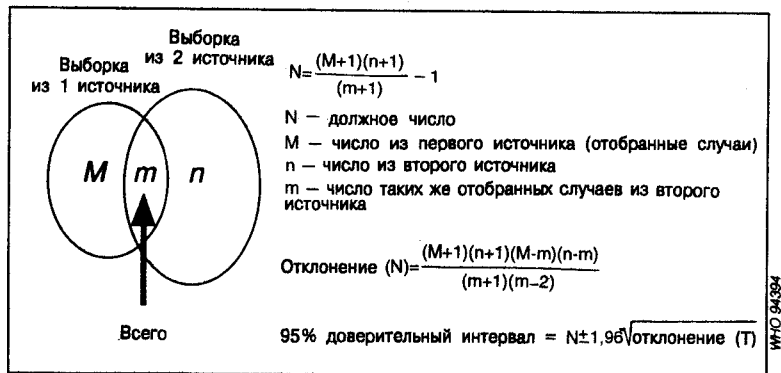 Выборка
из 1 источника
Выборка
из 2 источника
M m n
Всего
N=(M+1)(n+1)/(m+1) – 1
N – должное число
M – число из первого источника (отобранные случаи)
n – число из второго источника
m – число таких же отобранных случаев из второго
источника
Отклонение (N)=(M+1)(n+1)(M-m)(n-m)/(m+1)(m–2)
95% доверительный интервал = N±1,96√отклонение (T)
WHO 94394